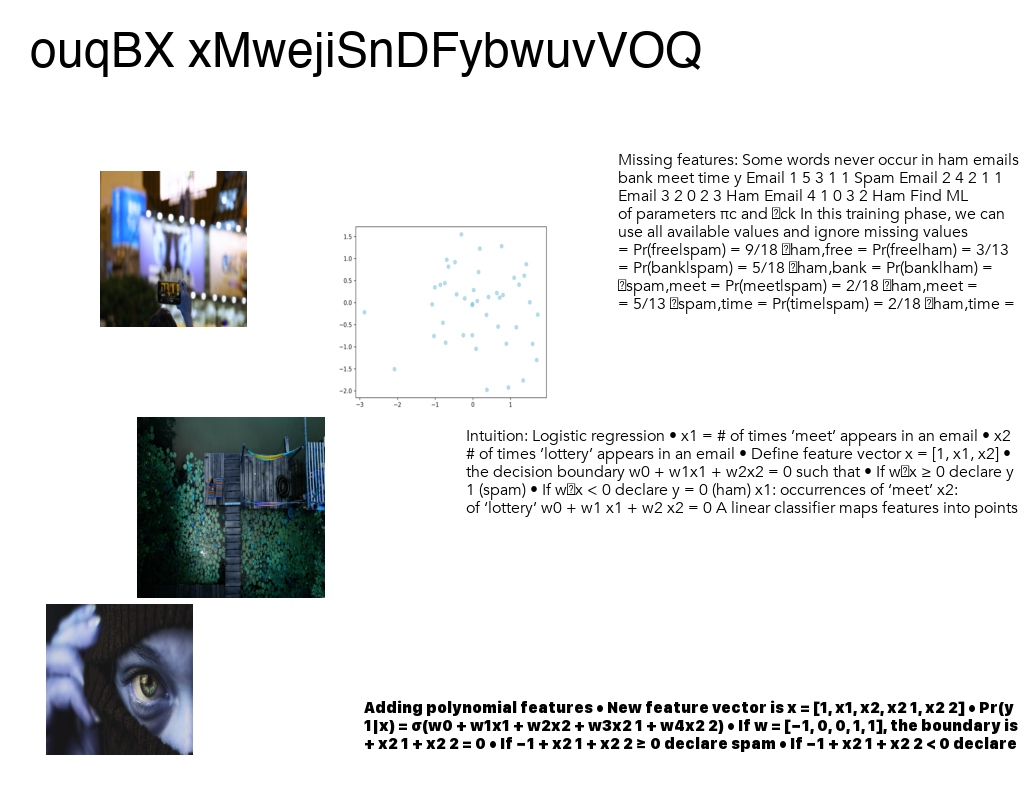 ouqBX xMwejiSnDFybwuvVOQ
Missing features: Some words never occur in ham emails
bank meet time y Email 1 5 3 1 1 Spam Email 2 4 2 1 1
Email 3 2 0 2 3 Ham Email 4 1 0 3 2 Ham Find ML
of parameters πc and ck In this training phase, we can
use all available values and ignore missing values
= Pr(free|spam) = 9/18 ham,free = Pr(free|ham) = 3/13
= Pr(bank|spam) = 5/18 ham,bank = Pr(bank|ham) =
spam,meet = Pr(meet|spam) = 2/18 ham,meet =
= 5/13 spam,time = Pr(time|spam) = 2/18 ham,time =
1.5
1.0
0.5
0.0
−0.5
−1.0
−1.5
−2.0
−3 −2 −1 0 1
Intuition: Logistic regression • x1 = # of times ‘meet’ appears in an email • x2
# of times ‘lottery’ appears in an email • Define feature vector x = [1, x1, x2] •
the decision boundary w0 + w1x1 + w2x2 = 0 such that • If wx ≥ 0 declare y
1 (spam) • If wx < 0 declare y = 0 (ham) x1: occurrences of ‘meet’ x2:
of ‘lottery’ w0 + w1 x1 + w2 x2 = 0 A linear classifier maps features into points
Adding polynomial features • New feature vector is x = [1, x1, x2, x2 1, x2 2] • Pr(y
1|x) = σ(w0 + w1x1 + w2x2 + w3x2 1 + w4x2 2) • If w = [−1, 0, 0, 1, 1], the boundary is
+ x2 1 + x2 2 = 0 • If −1 + x2 1 + x2 2 ≥ 0 declare spam • If −1 + x2 1 + x2 2 < 0 declare